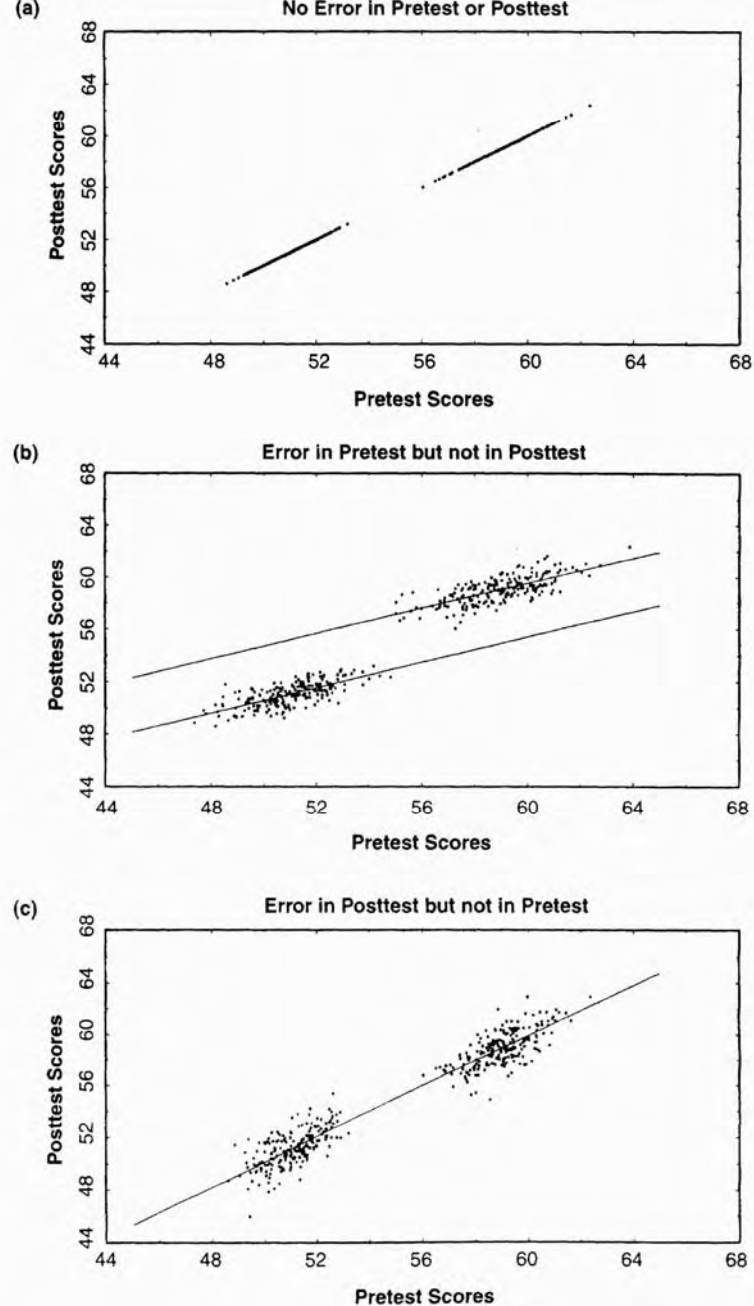 (a)
No Error in Pretest or Posttest
Posttest Scores
68
64
60
56
52
48
44
44 48 52 56 60 64 68
Pretest Scores
(b)
Error in Pretest but not in Posttest
Posttest Scores
68
64
60
56
52
48
44
44 48 52 56 60 64 68
Pretest Scores
(c)
Error in Posttest but not in Pretest
Posttest Scores
68
64
60
56
52
48
44
44 48 52 56 60 64 68
Pretest Scores